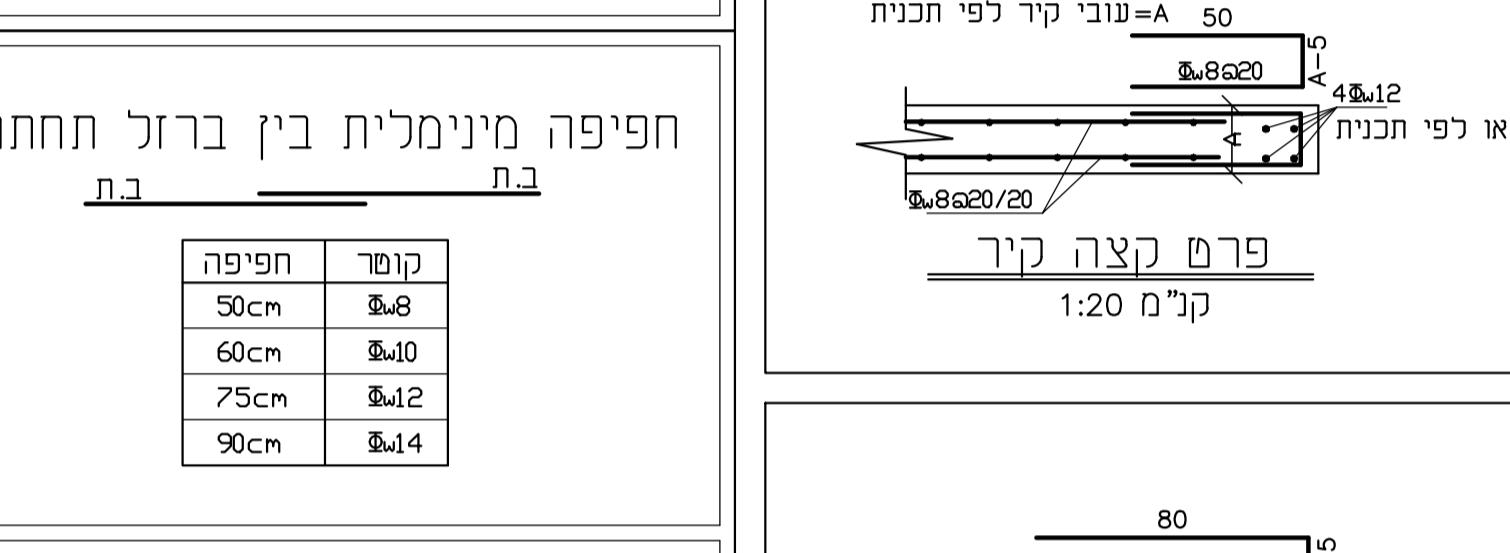 A=עובי קיר לפי תכנית
50
A-5
Φw8@20
4Φw12
או לפי תכנית
A
Φw8@20/20
פרט קצה קיר
קנ"מ 1:20
80
5
חפיפה מינימלית בין ברזל
ב.ת
ב.ת
קוטר חפיפה
Φw8 50cm
Φw10 60cm
Φw12 75cm
Φw14 90cm